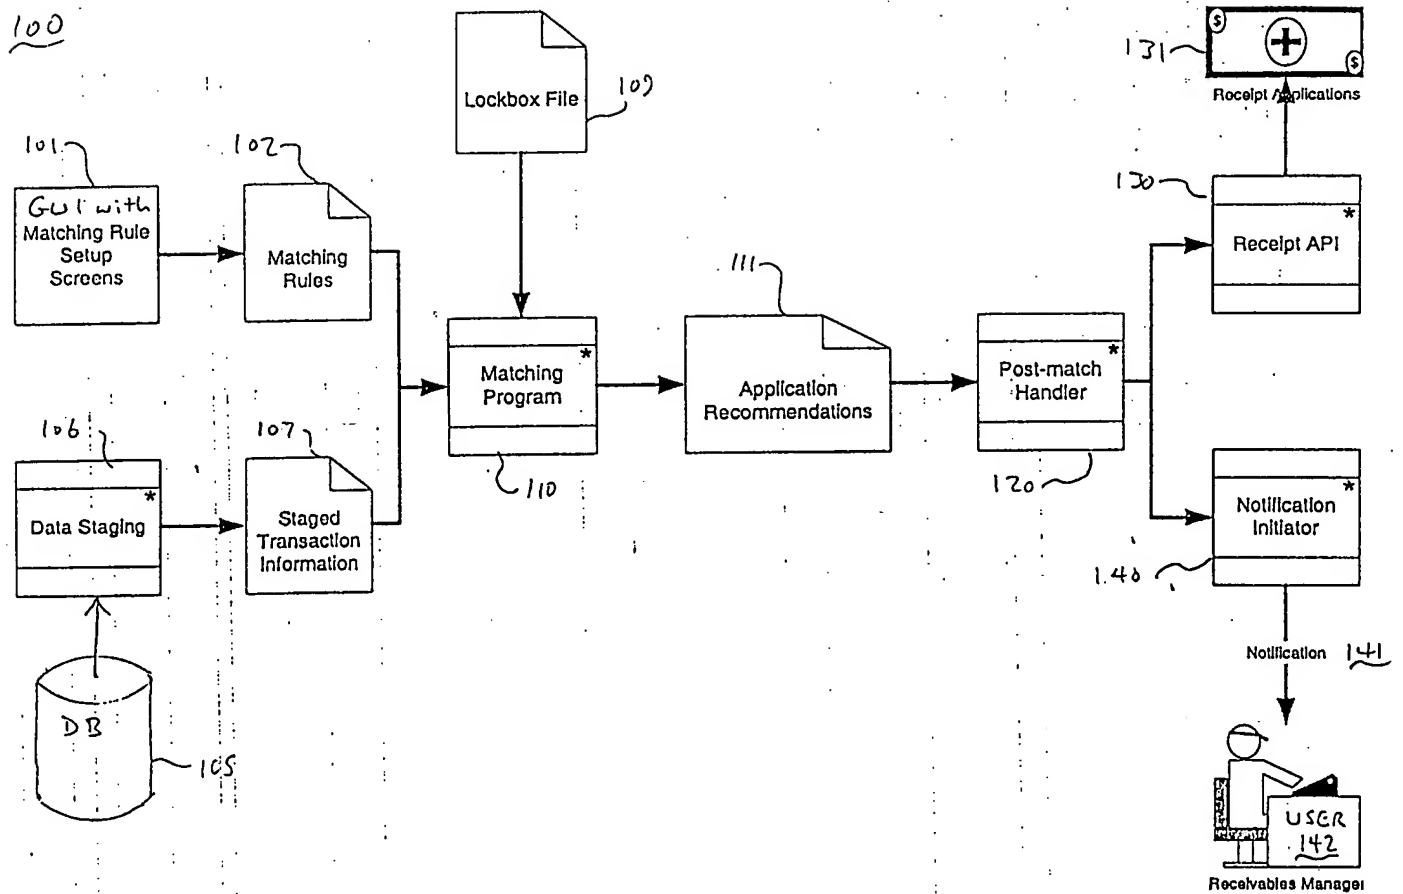 100
Lockbox File
109
131
$
$
Receipt Applications
101
GUI with
Matching Rule
Setup
Screens
102
Matching
Rules
130
*
Receipt API
111
*
Matching
Program
110
Application
Recommendations
*
Post-match
Handler
120
106
*
Data Staging
107
Staged
Transaction
Information
*
Notification
Initiator
140
Notification
141
DB
105
USER
142
Receivables Manager